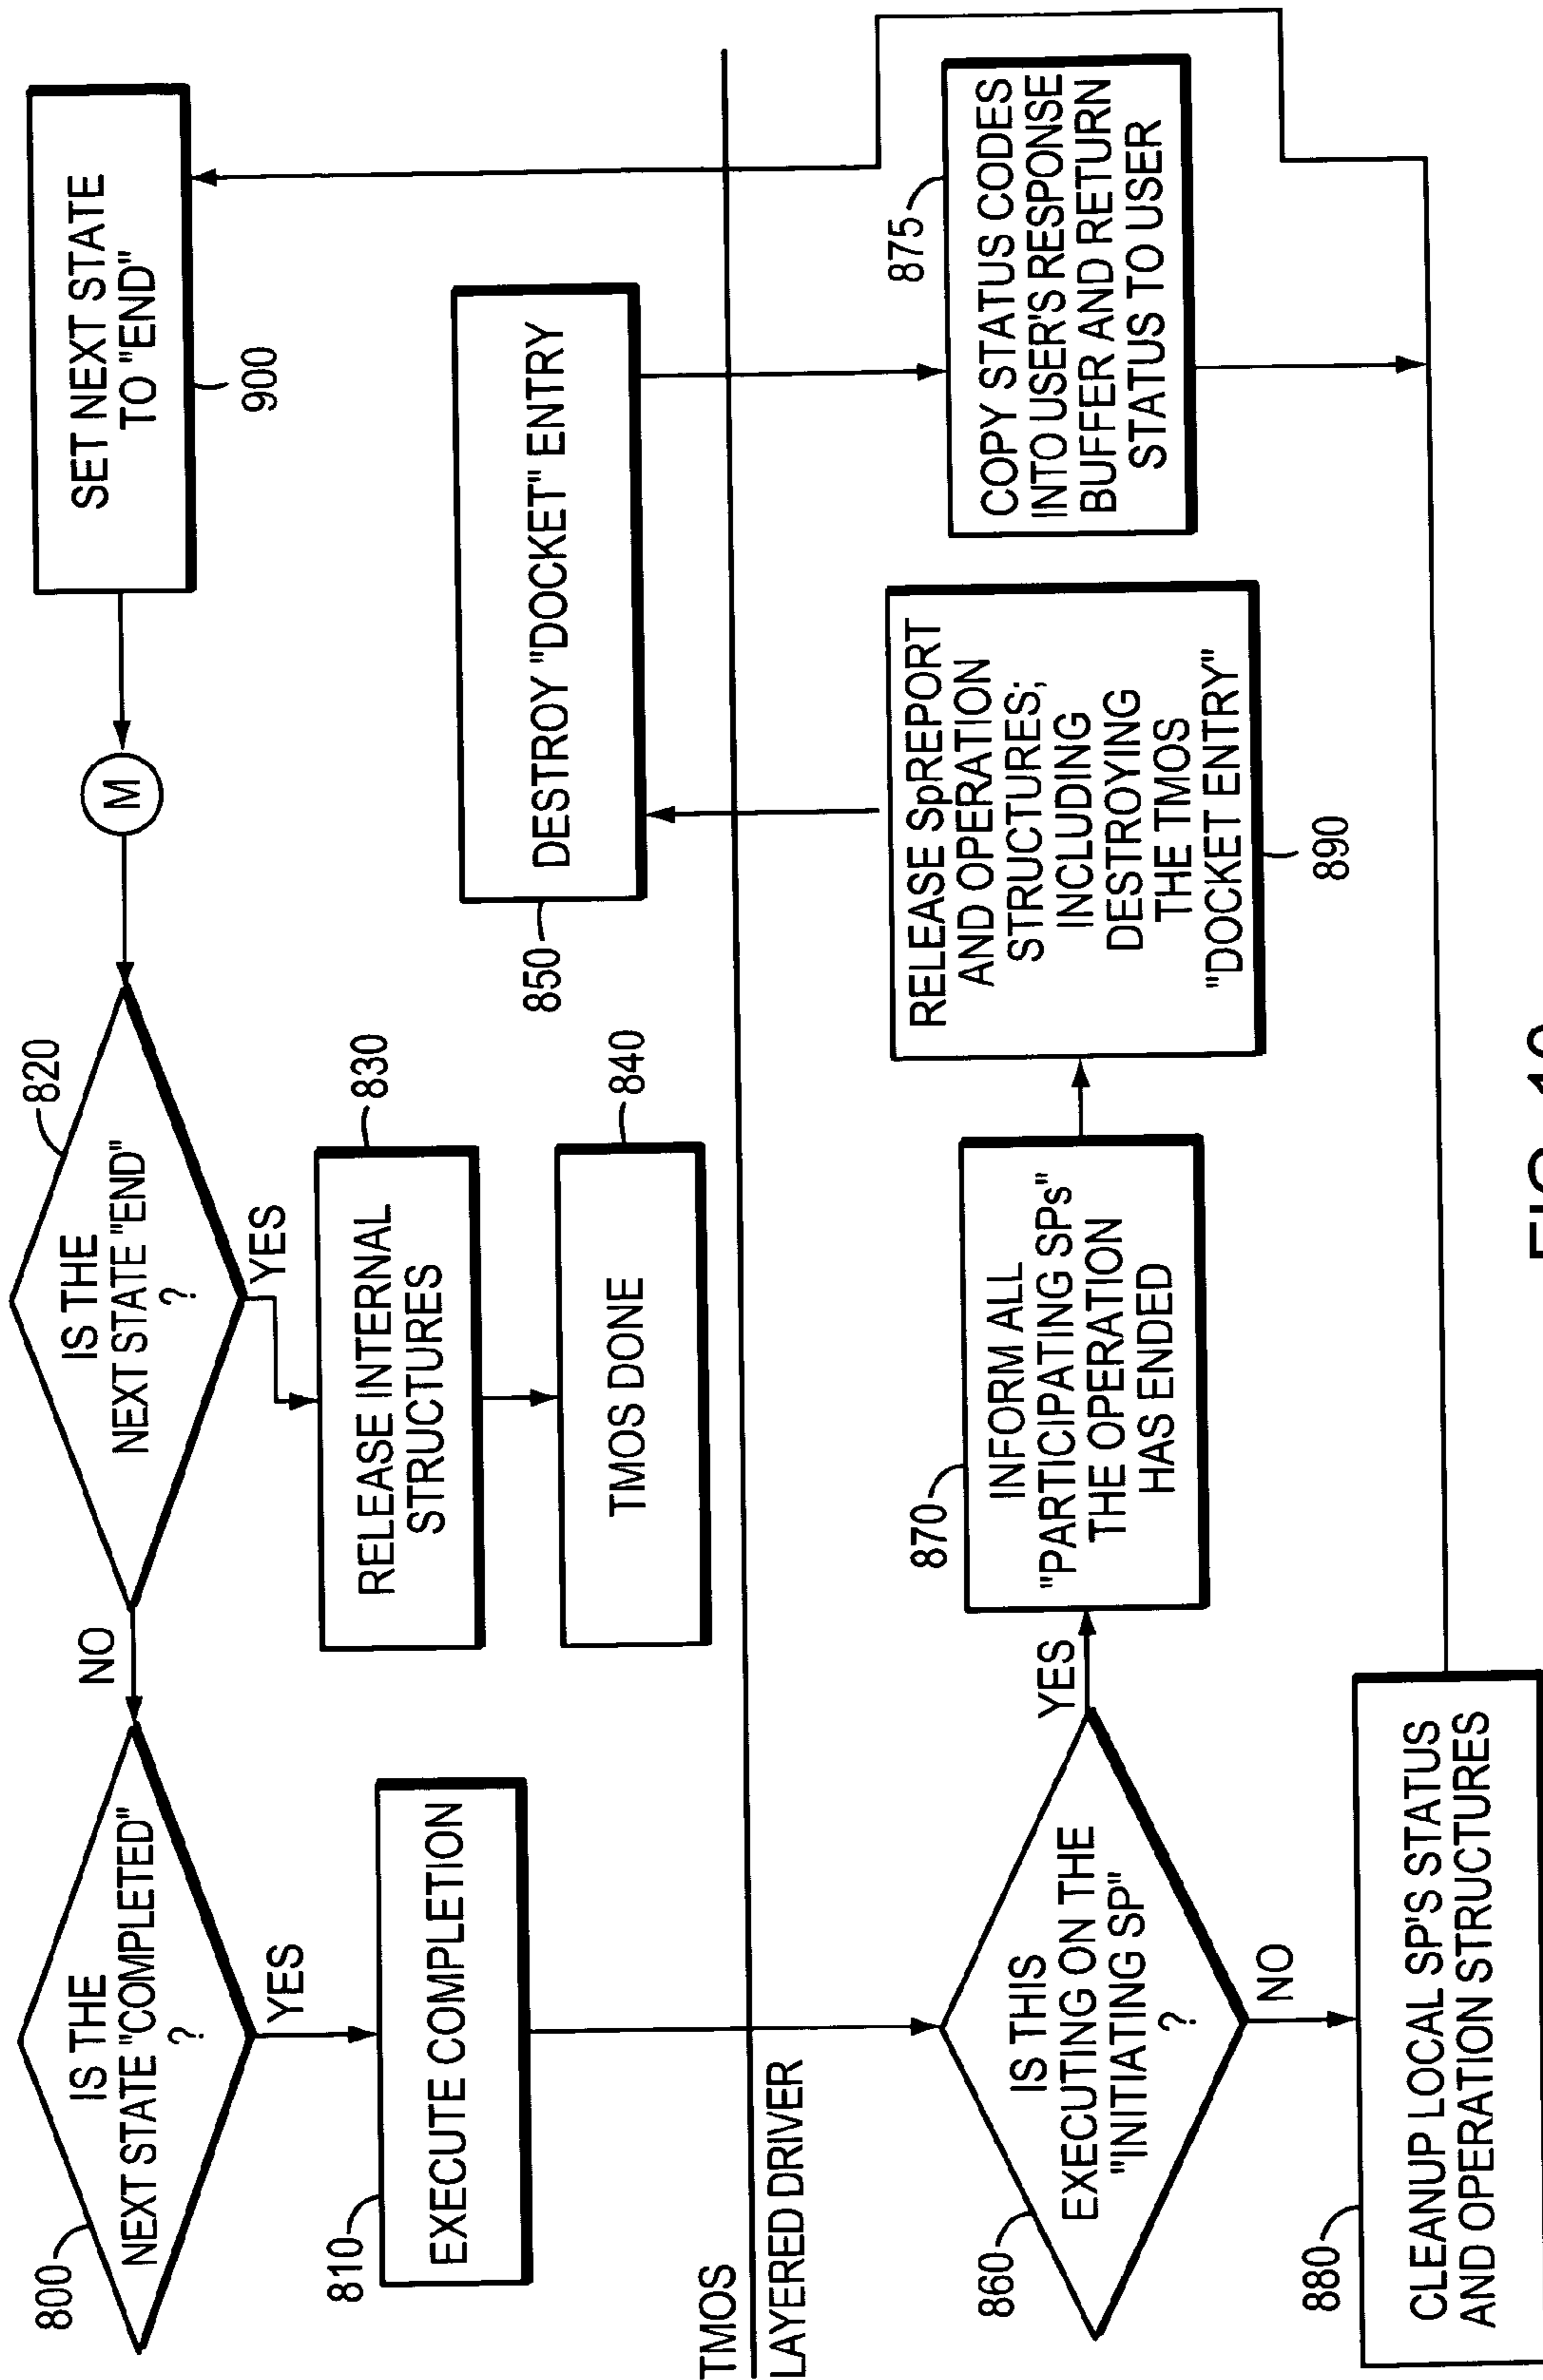 SET NEXT STATE
TO "END"
900
M
820
IS THE
NEXT STATE "END"
?
YES
NO
830
RELEASE INTERNAL
STRUCTURES
840
TMOS DONE
IS THE
NEXT STATE "COMPLETED"
?
800
YES
810
EXECUTE COMPLETION
850
DESTROY "DOCKET" ENTRY
TMOS
LAYERED DRIVER
860
IS THIS
EXECUTING ON THE
"INITIATING SP"
?
YES
NO
870
INFORM ALL
"PARTICIPATING SPs"
THE OPERATION
HAS ENDED
RELEASE SpREPORT
AND OPERATION
STRUCTURES;
INCLUDING
DESTROYING
THE TMOS
"DOCKET ENTRY"
890
875
COPY STATUS CODES
INTO USER'S RESPONSE
BUFFER AND RETURN
STATUS TO USER
880
CLEANUP LOCAL SP'S STATUS
AND OPERATION STRUCTURES